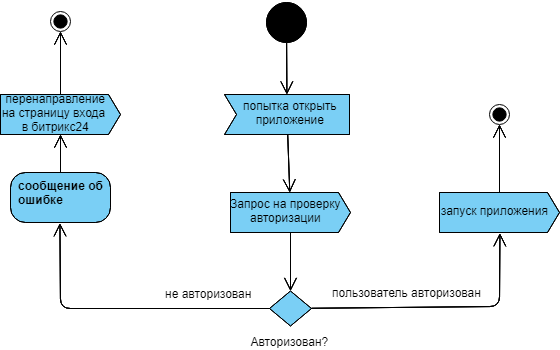 перенаправление
на страницу входа
в битрикс24
попытка открыть
приложение
сообщение об
ошибке
Запрос на проверку
авторизации
запуск приложения
не авторизован
пользователь авторизован
Авторизован?